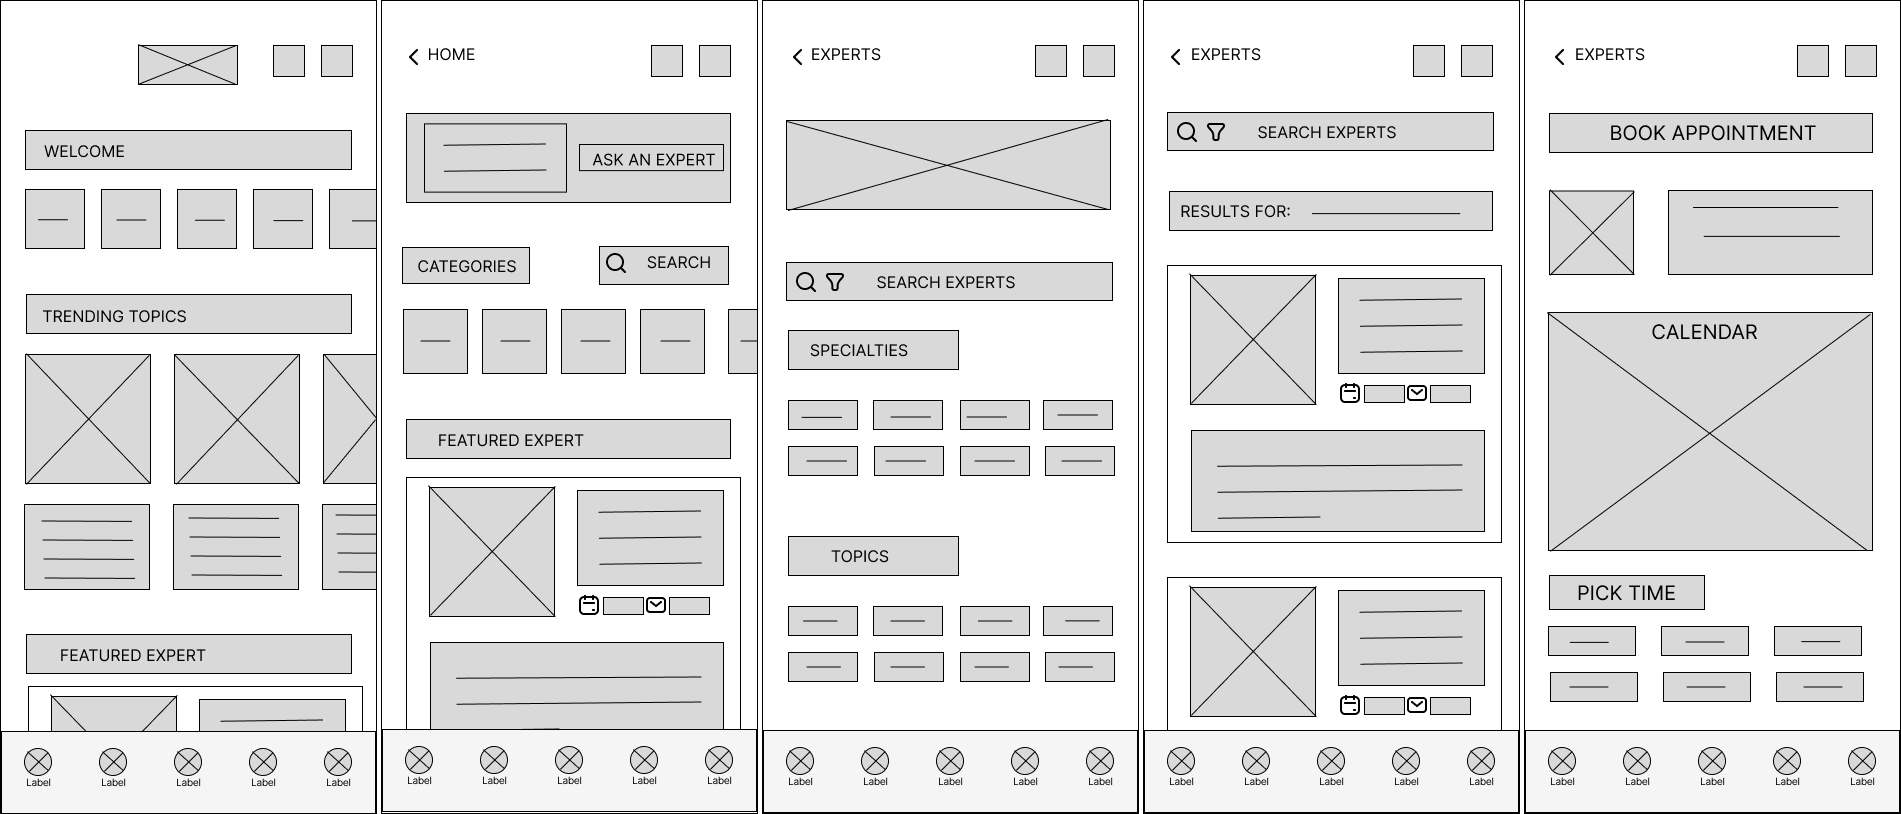 WELCOME
TRENDING TOPICS
FEATURED EXPERT
Label Label Label Label Label
HOME
ASK AN EXPERT
CATEGORIES SEARCH
FEATURED EXPERT
Label Label Label Label Label
EXPERTS
SEARCH EXPERTS
SPECIALTIES
TOPICS
Label Label Label Label Label
EXPERTS
SEARCH EXPERTS
RESULTS FOR:
Label Label Label Label Label
EXPERTS
BOOK APPOINTMENT
CALENDAR
PICK TIME
Label Label Label Label Label